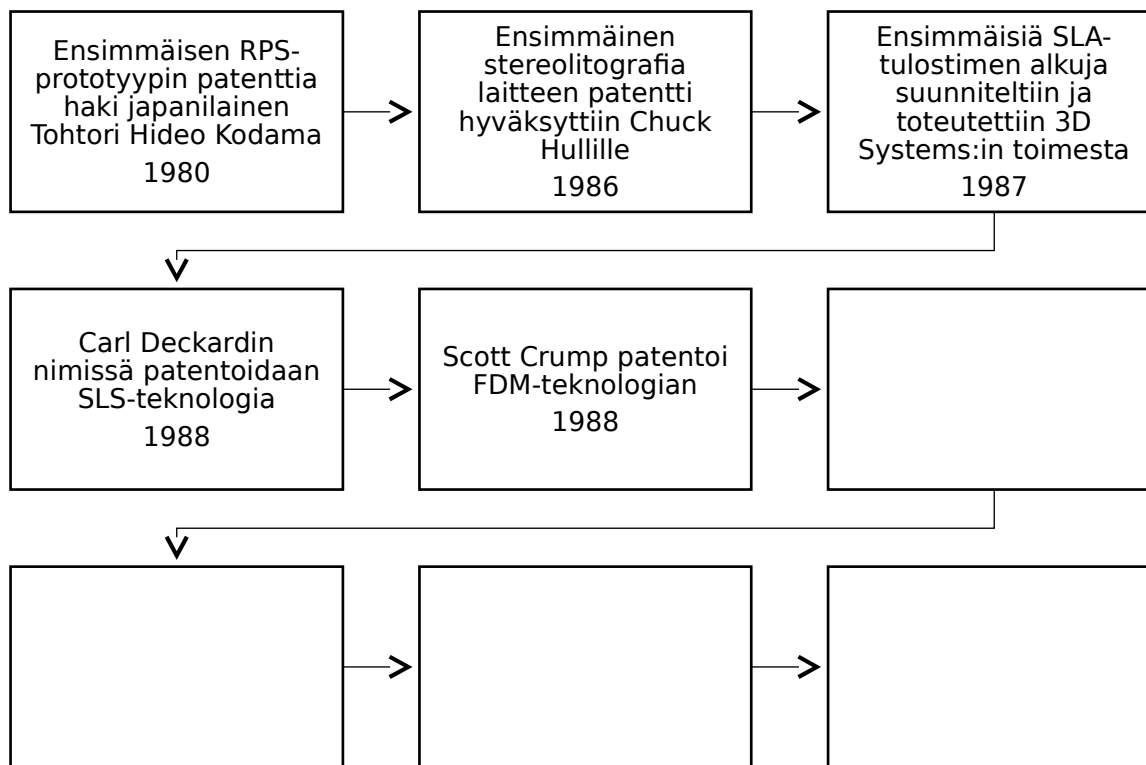 Ensimmäisen RPS-
prototyypin patenttia
haki japanilainen
Tohtori Hideo Kodama
1980
Ensimmäinen
stereolitografia
laitteen patentti
hyväksyttiin Chuck
Hullille
1986
Ensimmäisiä SLA-
tulostimen alkuja
suunniteltiin ja
toteutettiin 3D
Systems:in toimesta
1987
Carl Deckardin
nimissä patentoidaan
SLS-teknologia
1988
Scott Crump patentoi
FDM-teknologian
1988